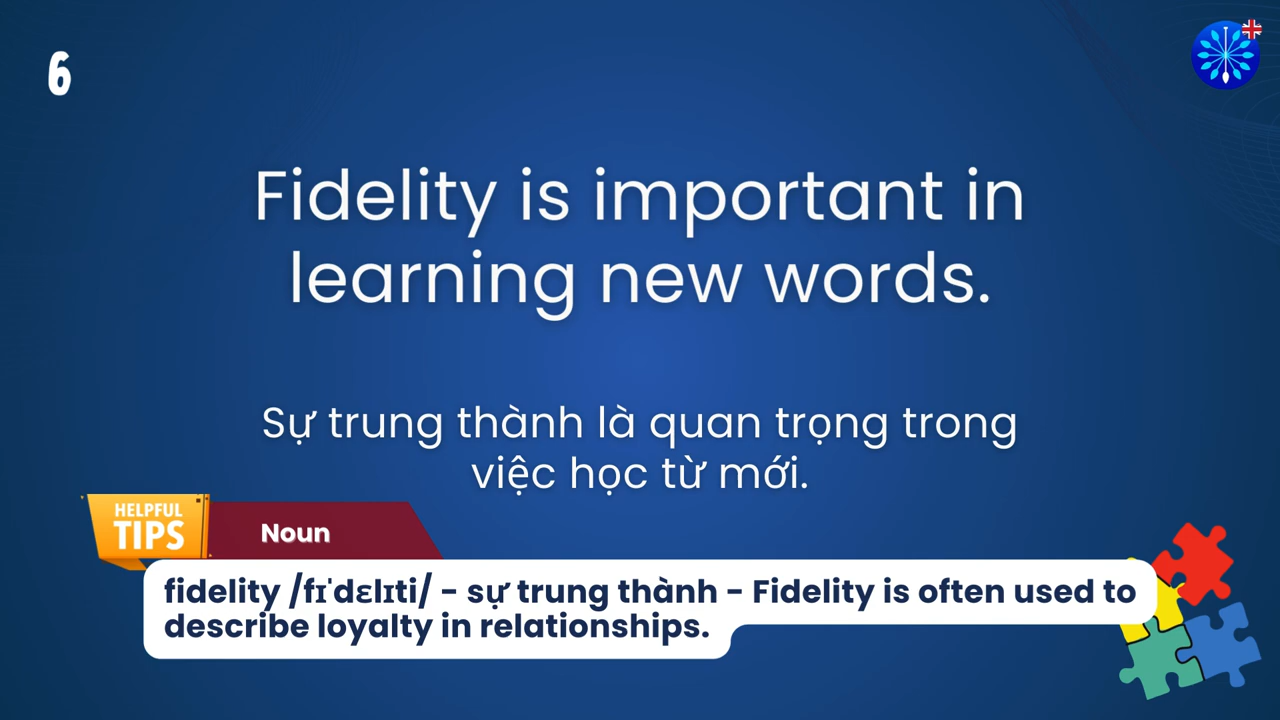 6
Fidelity is important in
learning new words.
Sự trung thành là quan trọng trong
việc học từ mới.
HELPFUL
TIPS
Noun
fidelity /fɪˈdɛlɪti/ - sự trung thành - Fidelity is often used to
describe loyalty in relationships.